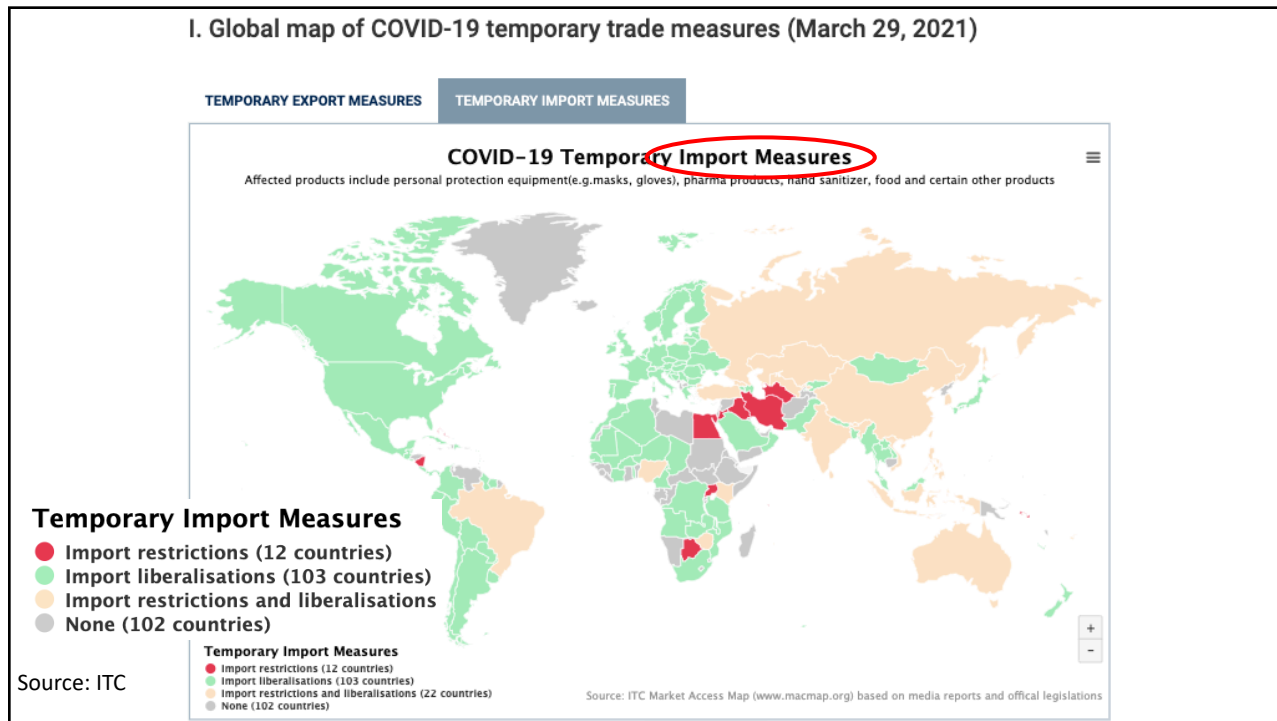 I. Global map of COVID-19 temporary trade measures (March 29, 2021)
TEMPORARY EXPORT MEASURES
TEMPORARY IMPORT MEASURES
COVID-19 Temporary Import Measures
Affected products include personal protection equipment(e.g.masks, gloves), pharma products, hand sanitizer, food and certain other products
Temporary Import Measures
Import restrictions (12 countries)
Import liberalisations (103 countries)
Import restrictions and liberalisations
None (102 countries)
+
-
Temporary Import Measures
Import restrictions (12 countries)
Import liberalisations (103 countries)
Import restrictions and liberalisations (22 countries)
None (102 countries)
Source: ITC
Source: ITC Market Access Map (www.macmap.org) based on media reports and offical legislations